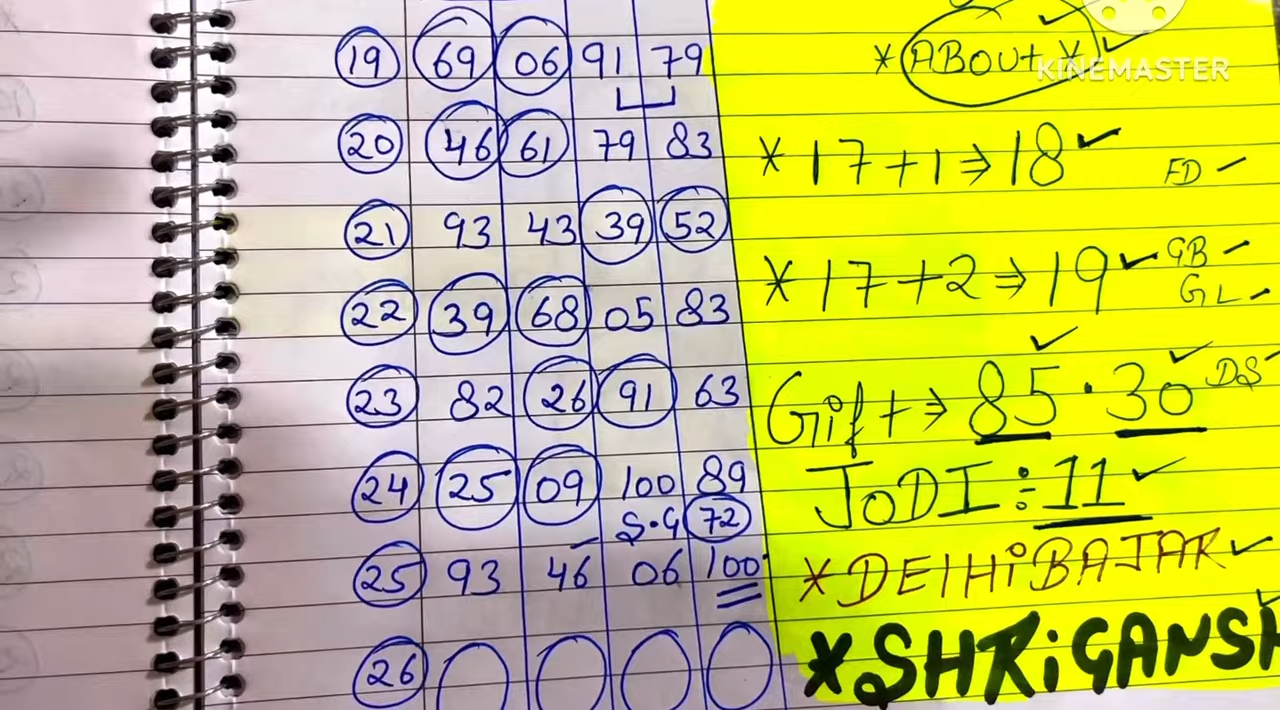 19 69 06 91 79
20 46 61 79 83
21 93 43 39 52
22 39 68 05 83
23 82 26 91 63
24 25 09 100 89
S.G 72
25 93 46 06 100
26
* ABOUt *
KINEMASTER
* 17+1⇒18 ✓
FD ✓
* 17+2⇒19 ✓ GB ✓
GL ✓
Gift⇒ 85 · 30 DS ✓
JODI ÷ 11 ✓
* DElHiBAJAR ✓
* SHRiGANSH